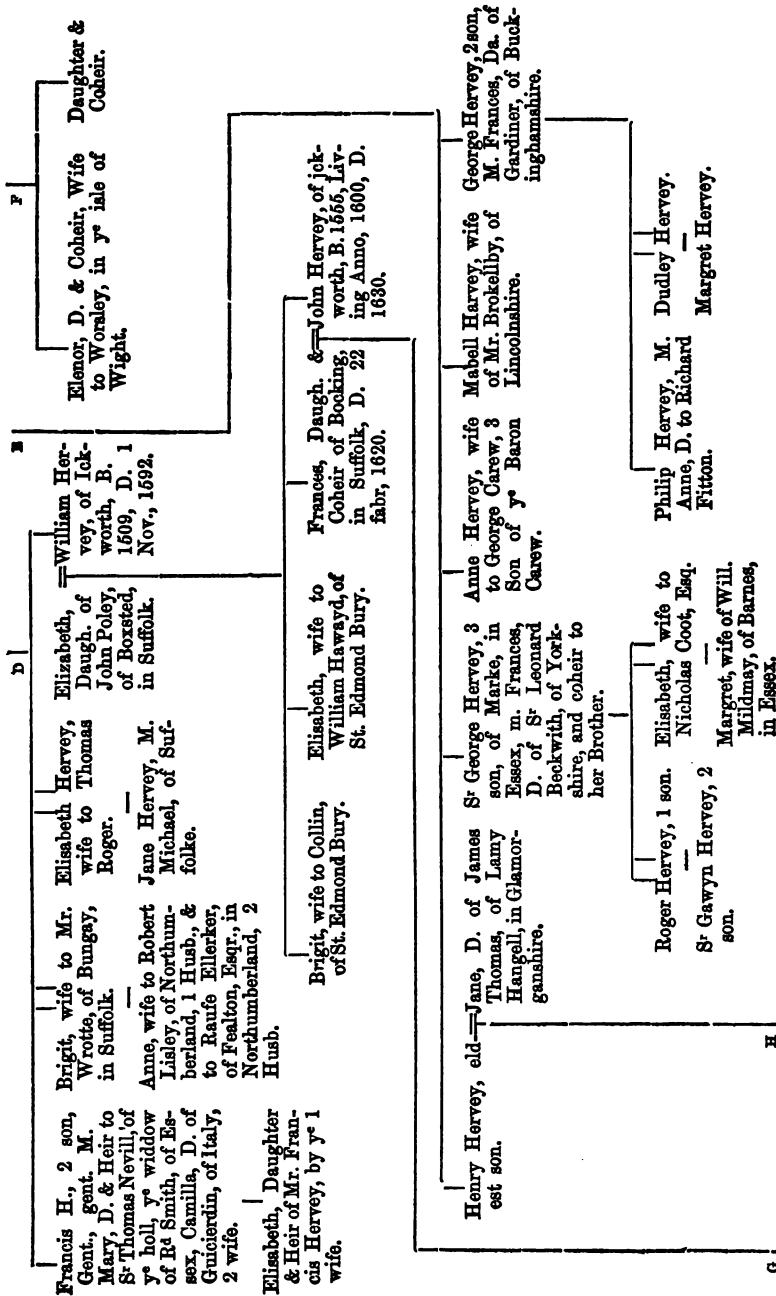 D
E
F
Francis H., 2 son,
Gent., gent. M.
Mary, D. & Heir to
Sr Thomas Nevill, of
ye holl, ye widdow
of Rd Smith, of Es-
sex, Camilla, D. of
Guicierdin, of Italy,
2 wife.
Elisabeth, Daughter
& Heir of Mr. Fran-
cis Hervey, by ye 1
wife.
Brigit, wife to Mr.
Wrotte, of Bungay,
in Suffolk.
Anne, wife to Robert
Lisley, of Northum-
berland, 1 Husb., &
to Raufe Ellerker,
of Fealton, Esqr., in
Northumberland, 2
Husb.
Elisabeth Hervey,
wife to Thomas
Roger.
Jane Hervey, M.
Michael, of Suf-
folke.
Elizabeth,
Daugh. of
John Poley,
of Boxsted,
in Suffolk.
William Her-
vey, of Ick-
worth, B.
1509, D. 1
Nov., 1592.
Elenor, D. & Coheir, Wife
to Worsley, in ye isle of
Wight.
Daughter &
Coheir.
Brigit, wife to Collin,
of St. Edmond Bury.
Elisabeth, wife to
William Haward, of
St. Edmond Bury.
Frances, Daugh. &
Coheir of Bocking,
in Suffolk, D. 22
fabr, 1620.
John Hervey, of jck-
worth, B. 1555, Liv-
ing Anno, 1600, D.
1630.
Henry Hervey, eld-
est son.
Jane, D. of James
Thomas, of Lamy
Hangell, in Glamor-
ganshire.
Sr George Hervey, 3
son, of Marke, in
Essex, m. Frances,
D. of Sr Leonard
Beckwith, of York-
shire, and coheir to
her Brother.
Anne Hervey, wife
to George Carew, 3
Son of ye Baron
Carew.
Mabell Harvey, wife
of Mr. Brokellby, of
Lincolnshire.
George Hervey, 2 son,
M. Frances, Da. of
Gardiner, of Buck-
inghamshire.
Roger Hervey, 1 son.
Sr Gawyn Hervey, 2
son.
Elisabeth, wife to
Nicholas Coot, Esq.
Margret, wife of Will.
Mildmay, of Barnes,
in Essex.
Philip Hervey, M.
Anne, D. to Richard
Fitton.
Dudley Hervey.
Margret Hervey.
G
H